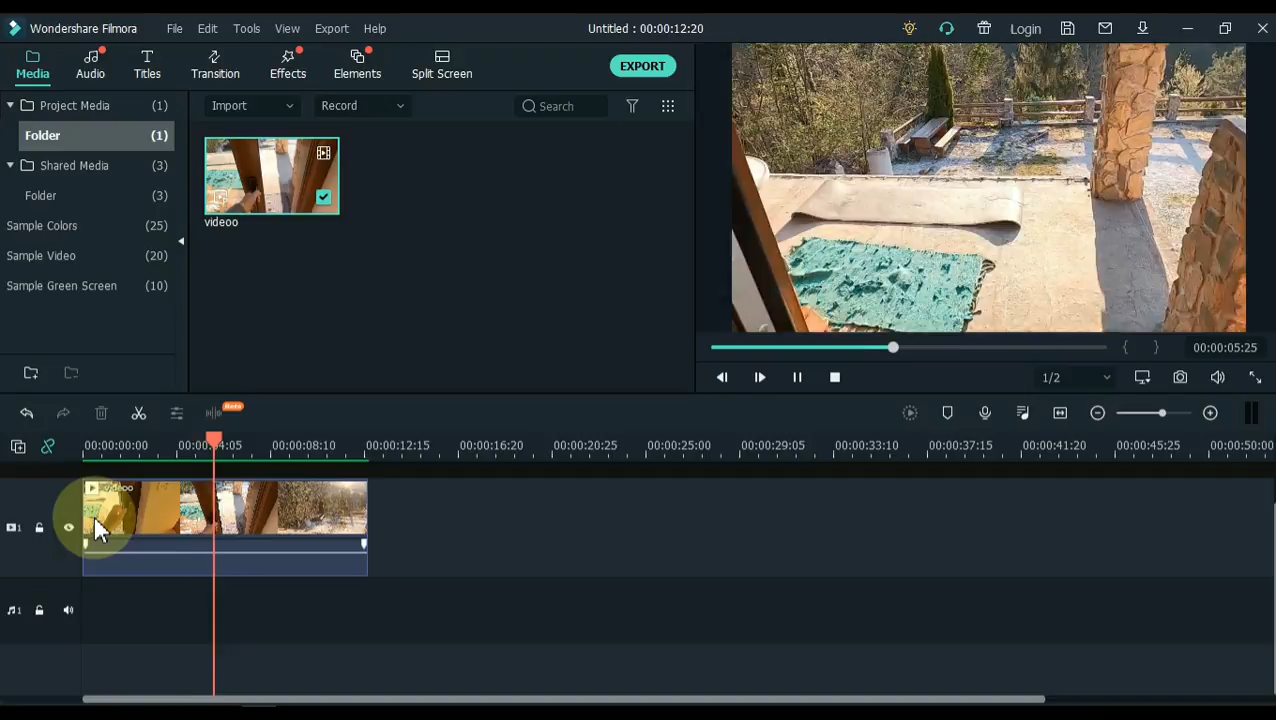 Wondershare Filmora File Edit Tools View Export Help Untitled : 00:00:12:20 Login
Media Audio Titles Transition Effects Elements Split Screen EXPORT
Project Media (1)
Folder (1)
Shared Media (3)
Folder (3)
Sample Colors (25)
Sample Video (20)
Sample Green Screen (10)
Import Record Search
videoo
{ } 00:00:05:25
1/2
Beta
00:00:00:00 00:00:08:10 00:00:12:15 00:00:16:20 00:00:20:25 00:00:25:00 00:00:29:05 00:00:33:10 00:00:37:15 00:00:41:20 00:00:45:25 00:00:50:00
videoo
1
1